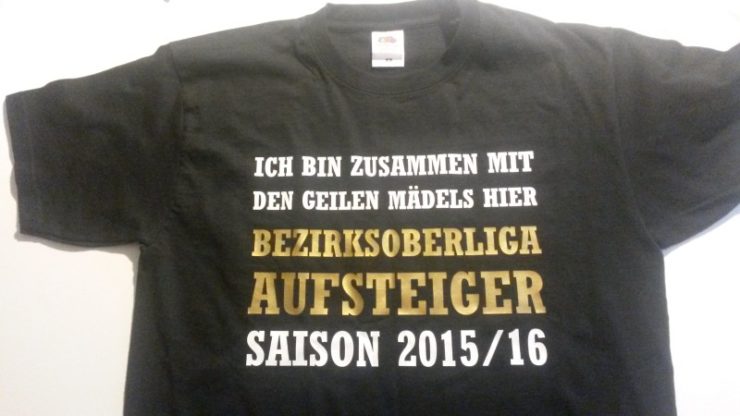 ICH BIN ZUSAMMEN MIT
DEN GEILEN MÄDELS HIER
BEZIRKSOBERLIGA
AUFSTEIGER
SAISON 2015/16